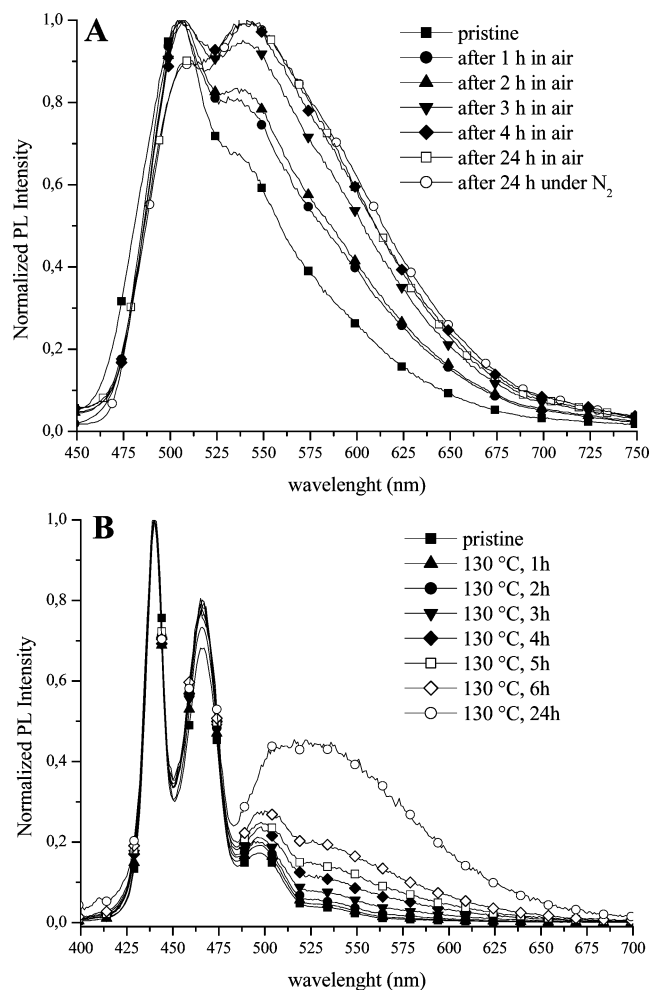 A
1,0
0,8
0,6
0,4
0,2
0,0
Normalized PL Intensity
pristine
after 1 h in air
after 2 h in air
after 3 h in air
after 4 h in air
after 24 h in air
after 24 h under N2
450 475 500 525 550 575 600 625 650 675 700 725 750
wavelenght (nm)
B
1,0
0,8
0,6
0,4
0,2
0,0
Normalized PL Intensity
pristine
130 °C, 1h
130 °C, 2h
130 °C, 3h
130 °C, 4h
130 °C, 5h
130 °C, 6h
130 °C, 24h
400 425 450 475 500 525 550 575 600 625 650 675 700
wavelenght (nm)